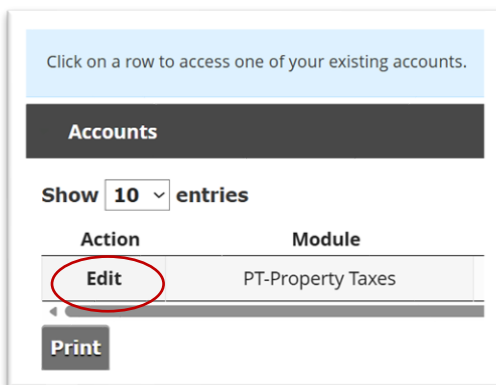 Click on a row to access one of your existing accounts.
Accounts
Show 10 entries
Action Module
Edit PT-Property Taxes
Print